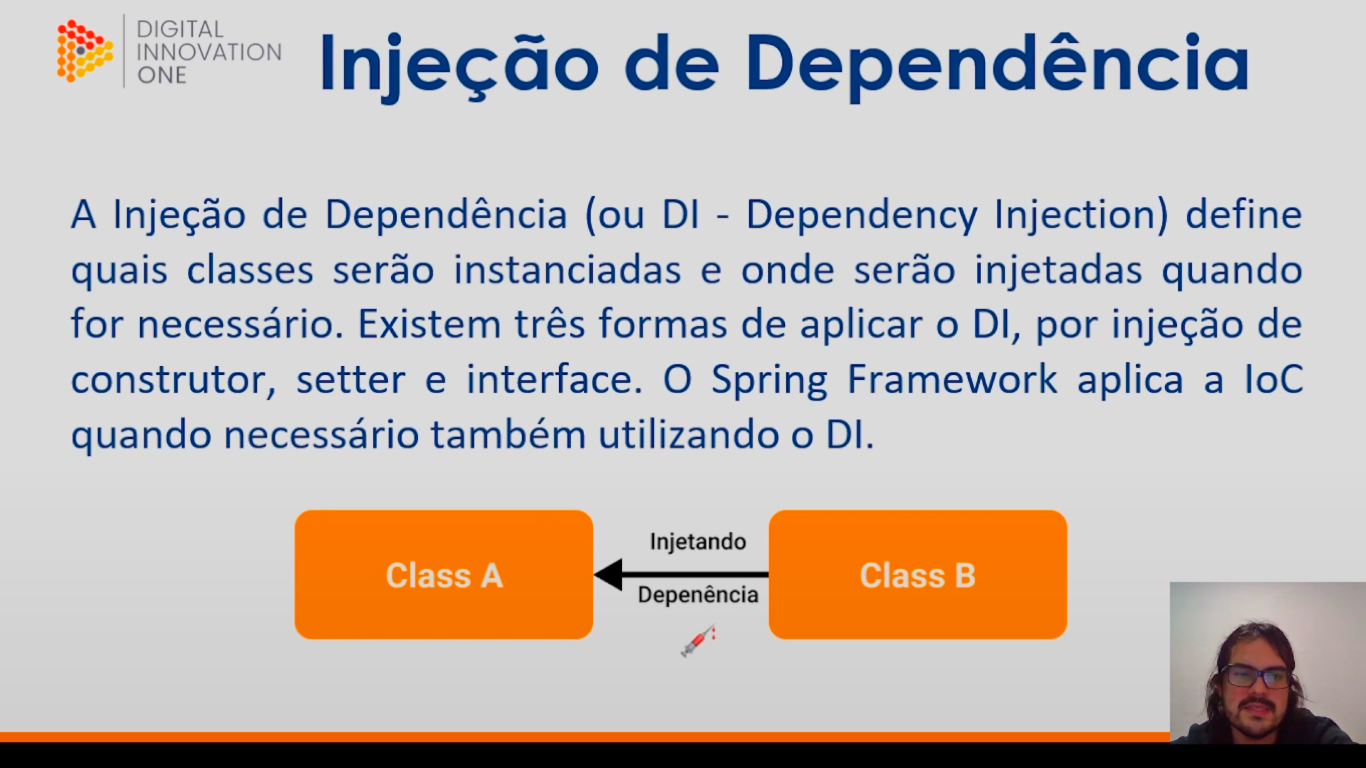 DIGITAL
INNOVATION
ONE
Injeção de Dependência
A Injeção de Dependência (ou DI - Dependency Injection) define
quais classes serão instanciadas e onde serão injetadas quando
for necessário. Existem três formas de aplicar o DI, por injeção de
construtor, setter e interface. O Spring Framework aplica a IoC
quando necessário também utilizando o DI.
Class A
Injetando
Depenência
Class B